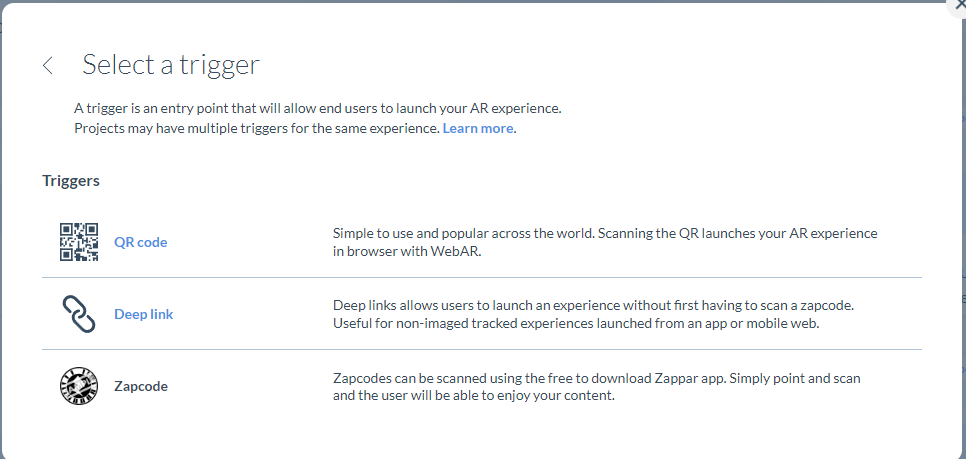 Select a trigger
A trigger is an entry point that will allow end users to launch your AR experience.
Projects may have multiple triggers for the same experience. Learn more.
Triggers
QR code
Simple to use and popular across the world. Scanning the QR launches your AR experience
in browser with WebAR.
Deep link
Deep links allows users to launch an experience without first having to scan a zapcode.
Useful for non-imaged tracked experiences launched from an app or mobile web.
Zapcode
Zapcodes can be scanned using the free to download Zappar app. Simply point and scan
and the user will be able to enjoy your content.